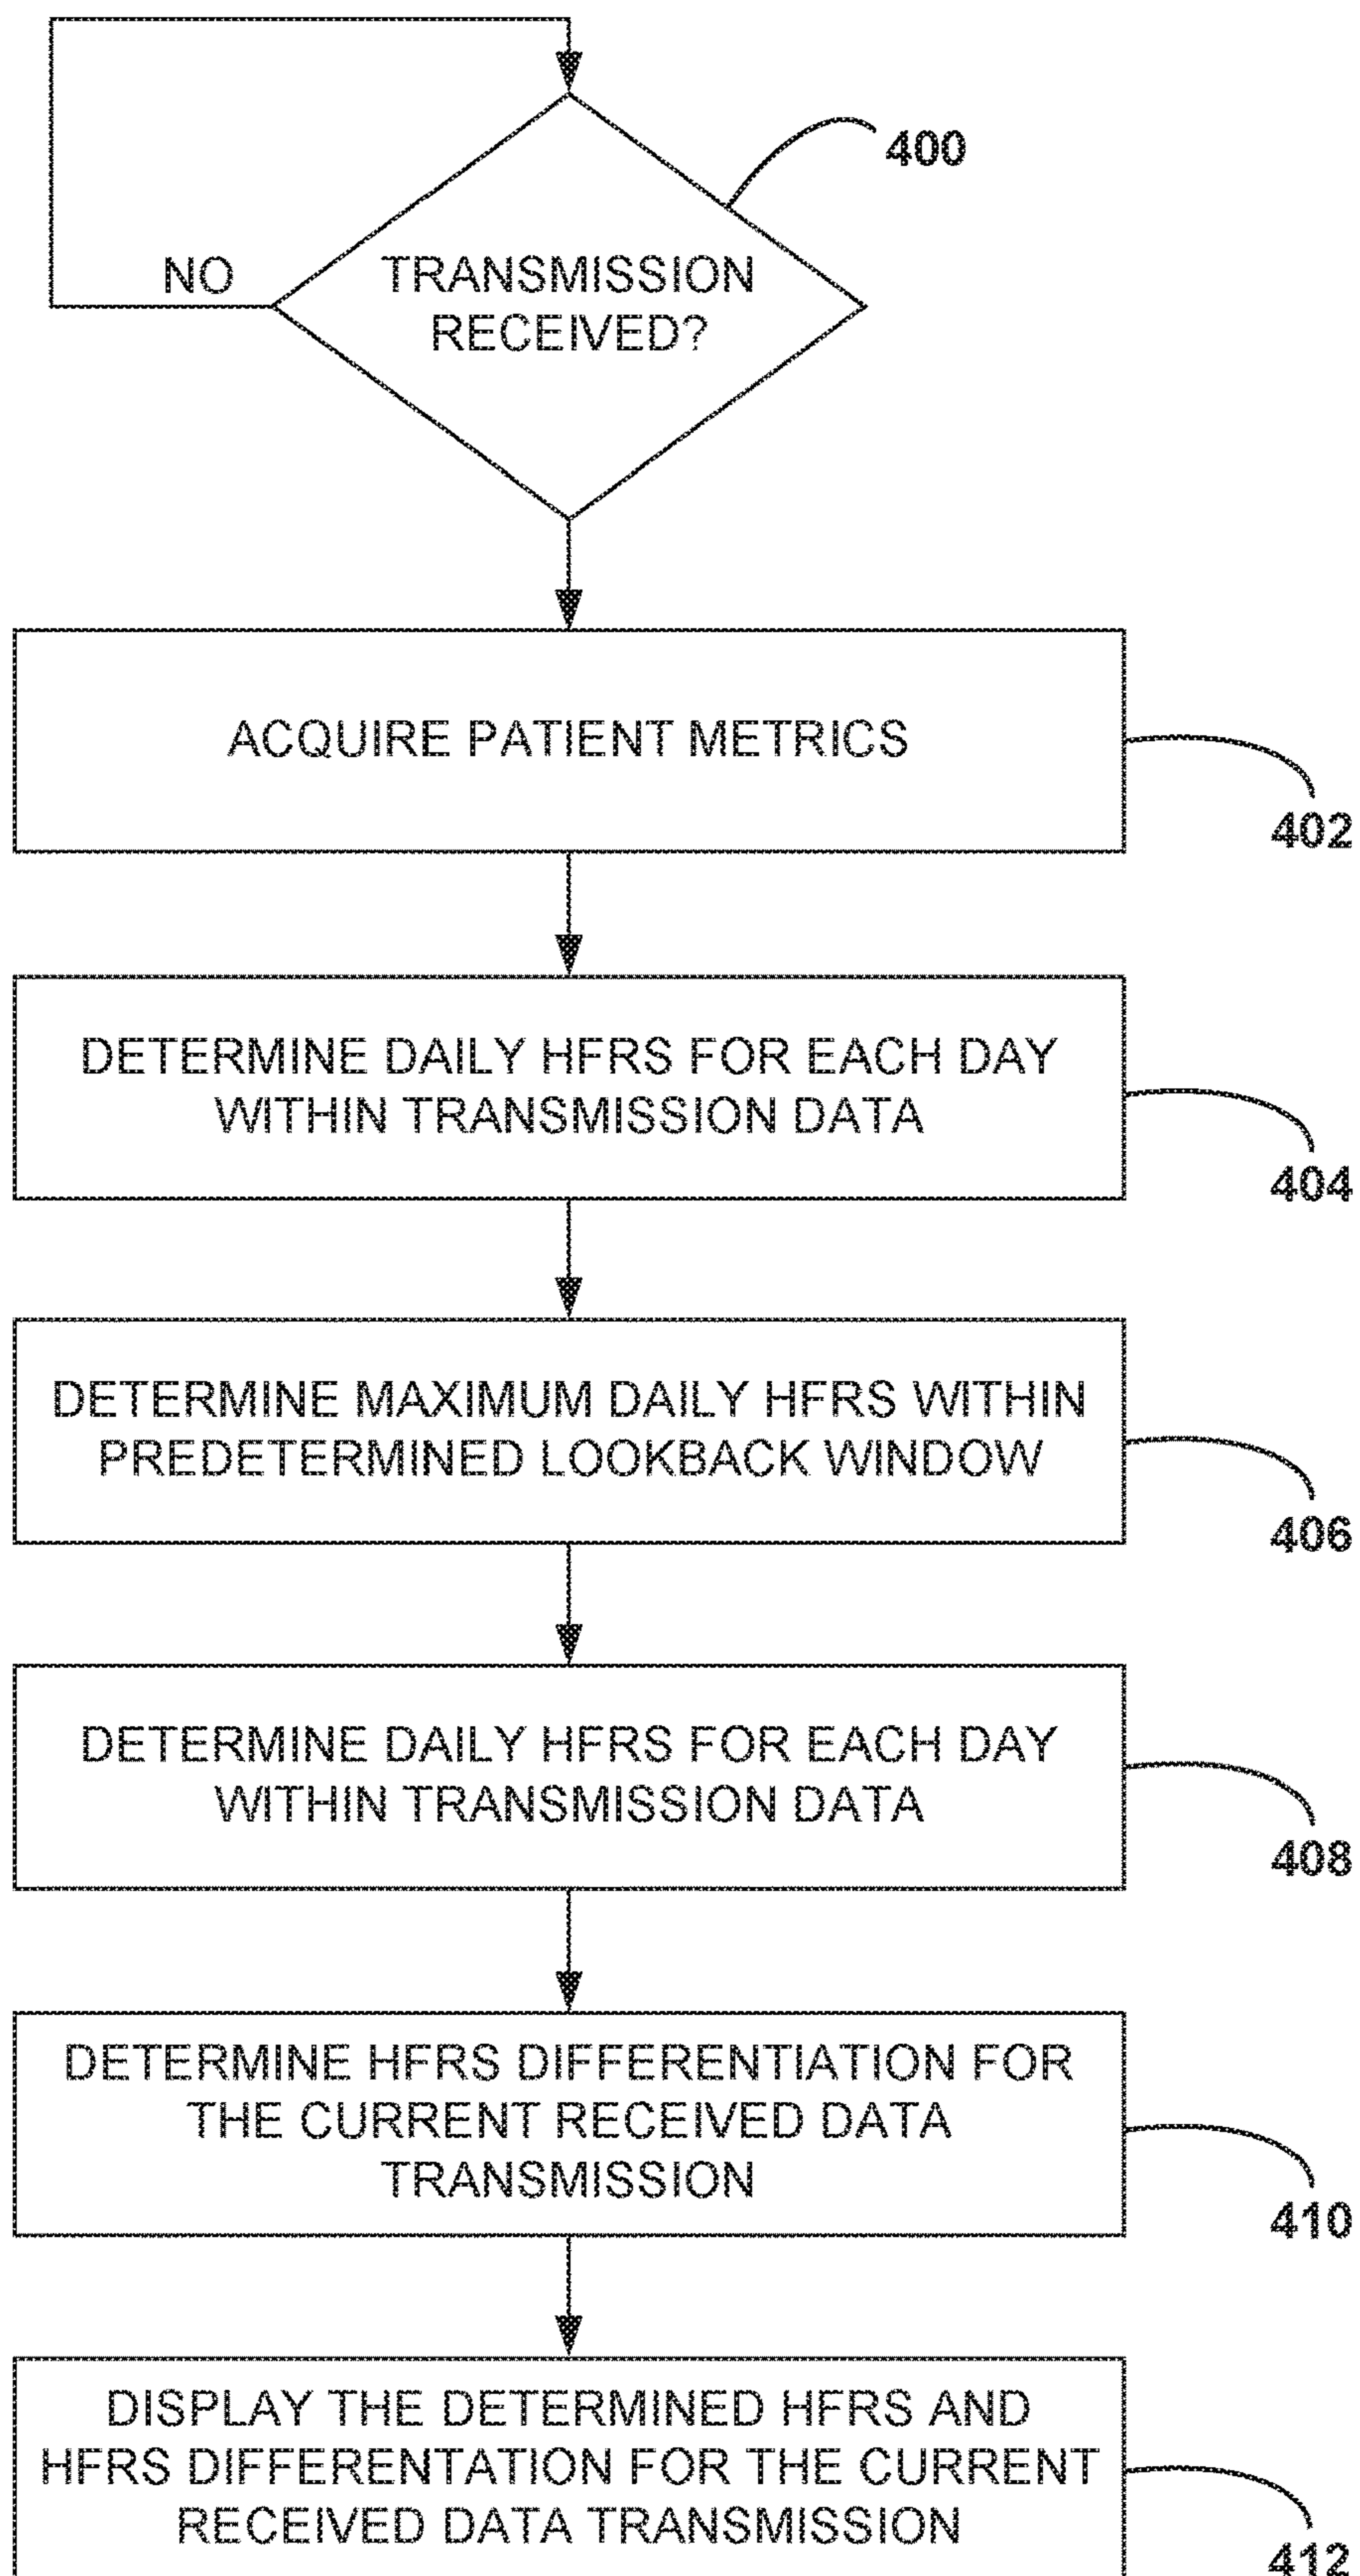 400
NO
TRANSMISSION
RECEIVED?
ACQUIRE PATIENT METRICS
402
DETERMINE DAILY HFRS FOR EACH DAY
WITHIN TRANSMISSION DATA
404
DETERMINE MAXIMUM DAILY HFRS WITHIN
PREDETERMINED LOOKBACK WINDOW
406
DETERMINE DAILY HFRS FOR EACH DAY
WITHIN TRANSMISSION DATA
408
DETERMINE HFRS DIFFERENTIATION FOR
THE CURRENT RECEIVED DATA
TRANSMISSION
410
DISPLAY THE DETERMINED HFRS AND
HFRS DIFFERENTATION FOR THE CURRENT
RECEIVED DATA TRANSMISSION
412